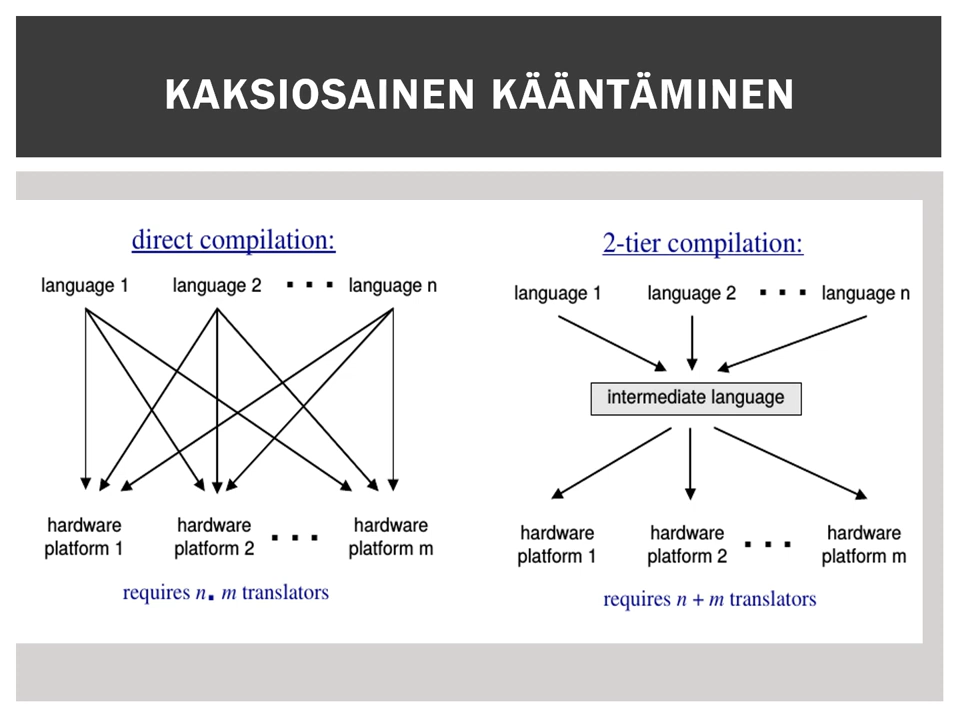 KAKSIOSAINEN KÄÄNTÄMINEN
direct compilation:
language 1 language 2 ... language n
hardware platform 1
hardware platform 2
...
hardware platform m
requires n. m translators
2-tier compilation:
language 1 language 2 ... language n
intermediate language
hardware platform 1
hardware platform 2
...
hardware platform m
requires n + m translators